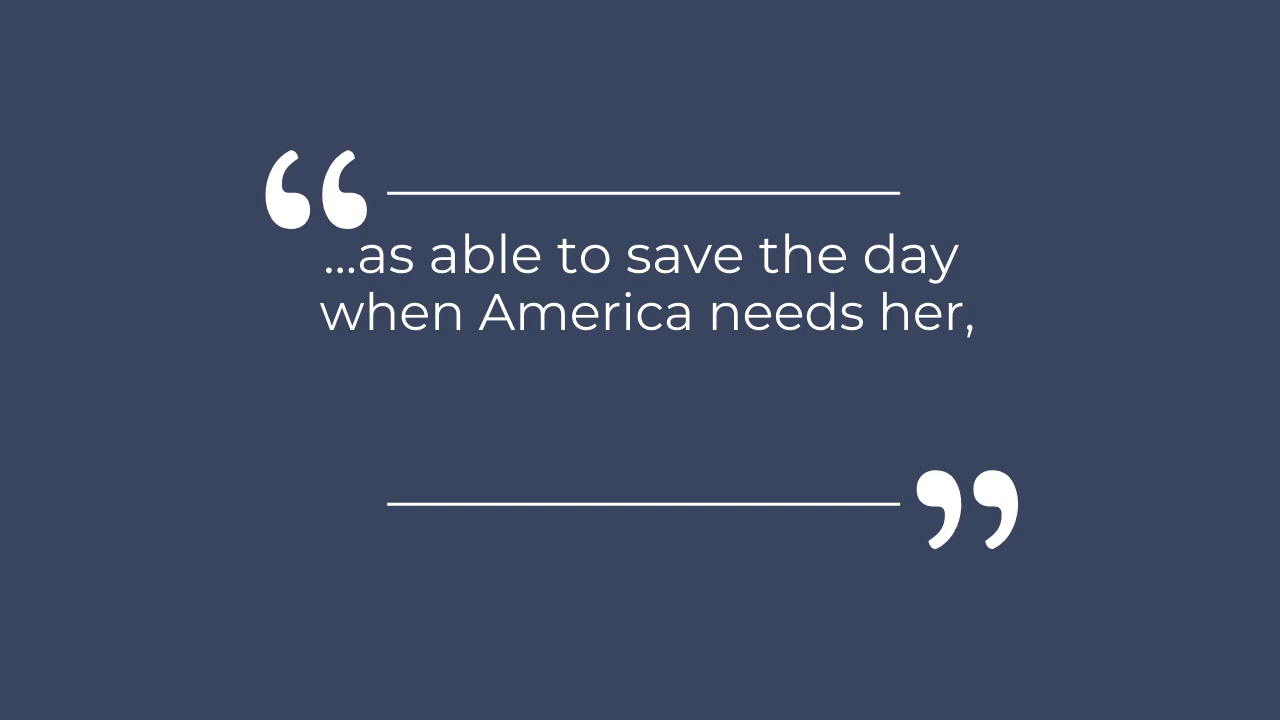 “
...as able to save the day
when America needs her,
”